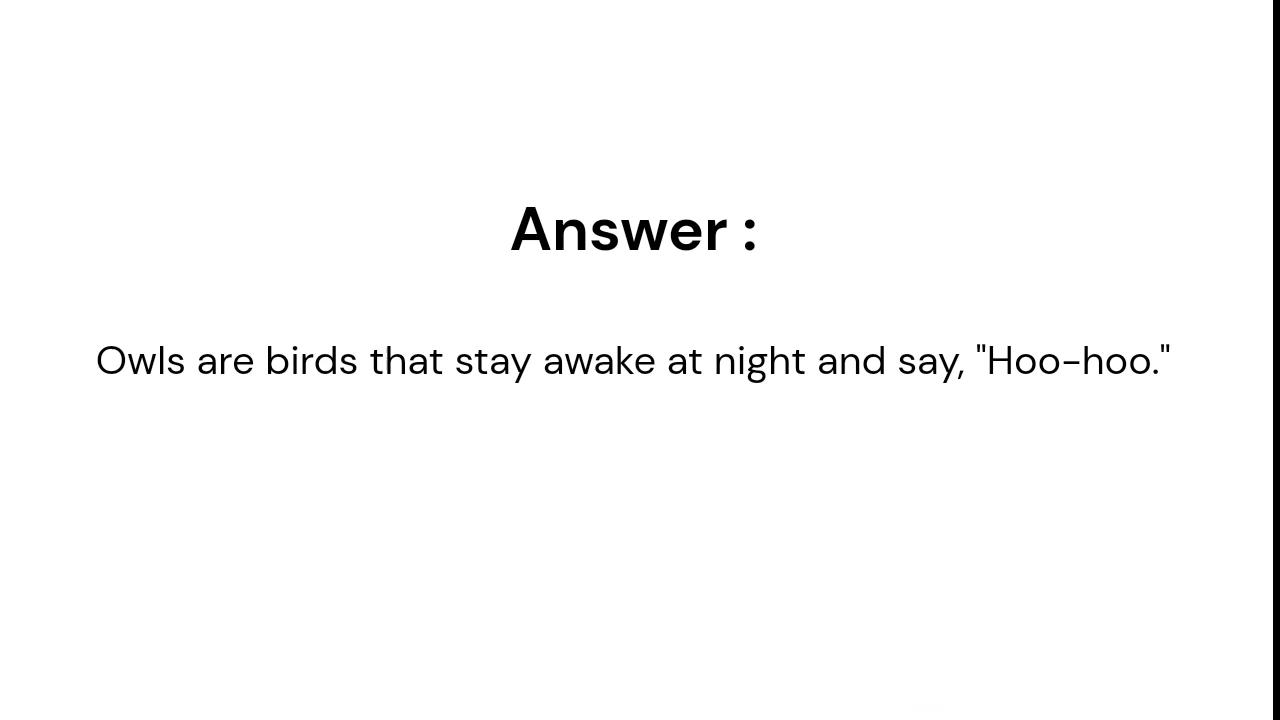 Answer :
Owls are birds that stay awake at night and say, "Hoo-hoo."